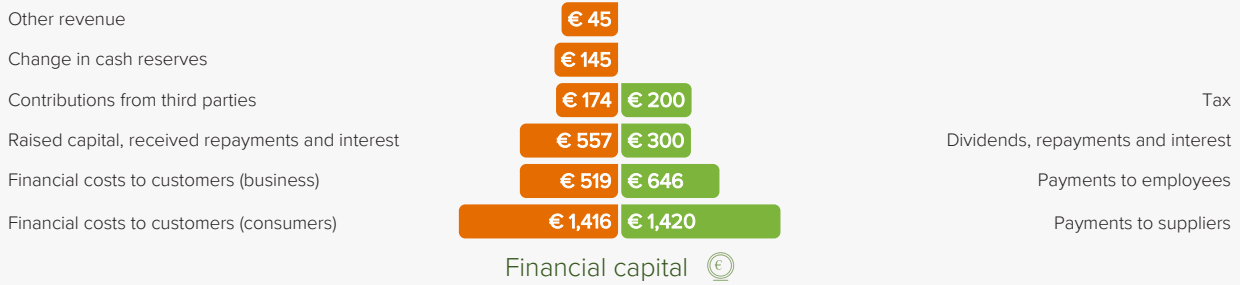 Other revenue € 45
Change in cash reserves € 145
Contributions from third parties € 174 € 200 Tax
Raised capital, received repayments and interest € 557 € 300 Dividends, repayments and interest
Financial costs to customers (business) € 519 € 646 Payments to employees
Financial costs to customers (consumers) € 1,416 € 1,420 Payments to suppliers
Financial capital €